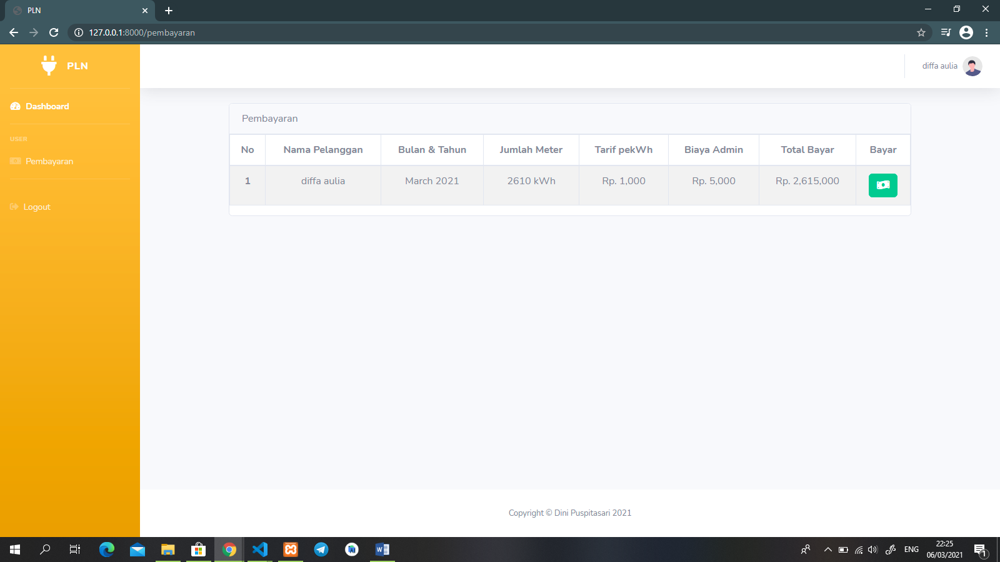 PLN
127.0.0.1:8000/pembayaran
PLN
diffa aulia
Dashboard
USER
Pembayaran
Logout
Pembayaran
No Nama Pelanggan Bulan & Tahun Jumlah Meter Tarif pekWh Biaya Admin Total Bayar Bayar
1 diffa aulia March 2021 2610 kWh Rp. 1,000 Rp. 5,000 Rp. 2,615,000
Copyright © Dini Puspitasari 2021
ENG
22:25
06/03/2021
1